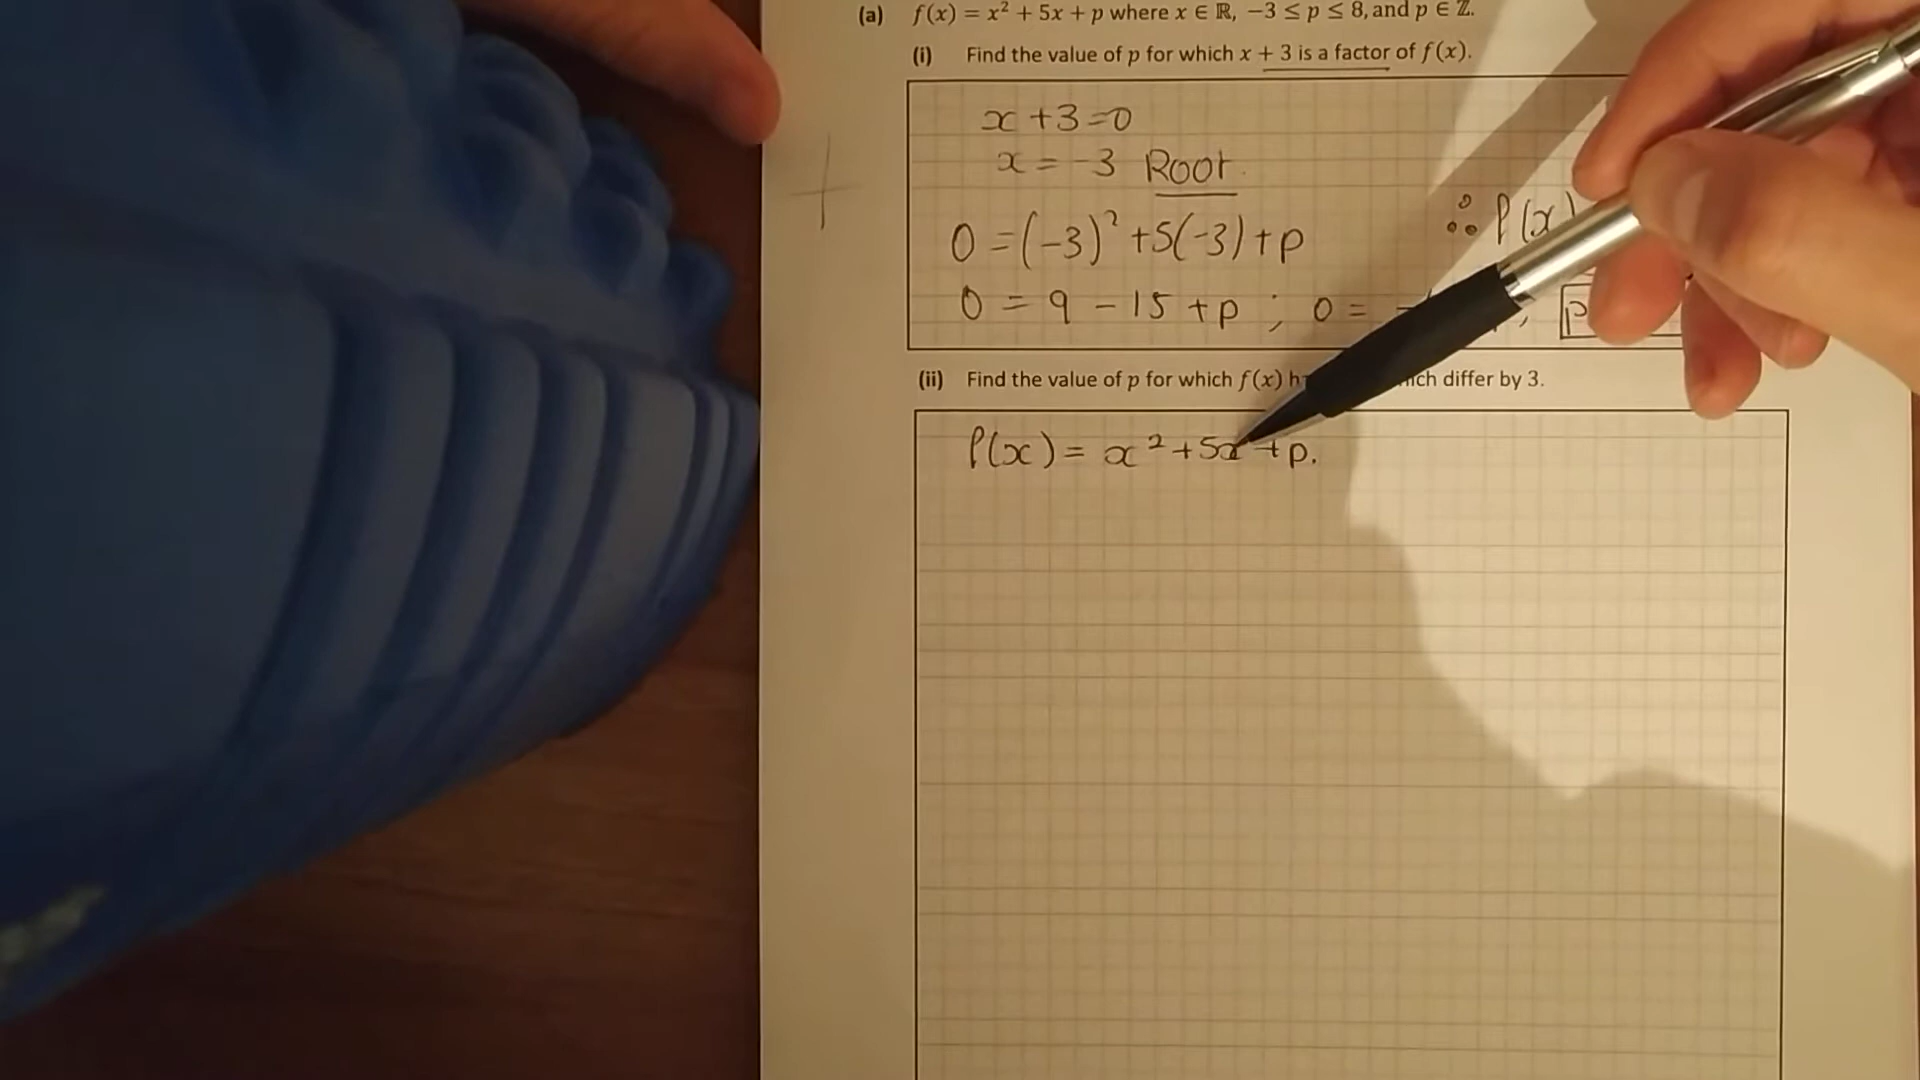 (a) f(x) = x² + 5x + p where x ∈ ℝ, −3 ≤ p ≤ 8, and p ∈ ℤ.
(i) Find the value of p for which x + 3 is a factor of f(x).
x + 3 = 0
x = -3 Root
0 = (-3)² + 5(-3) + p
∴ f(x)
0 = 9 - 15 + p ; 0 = - , p
(ii) Find the value of p for which f(x) differ by 3.
f(x) = x² + 5x + p.